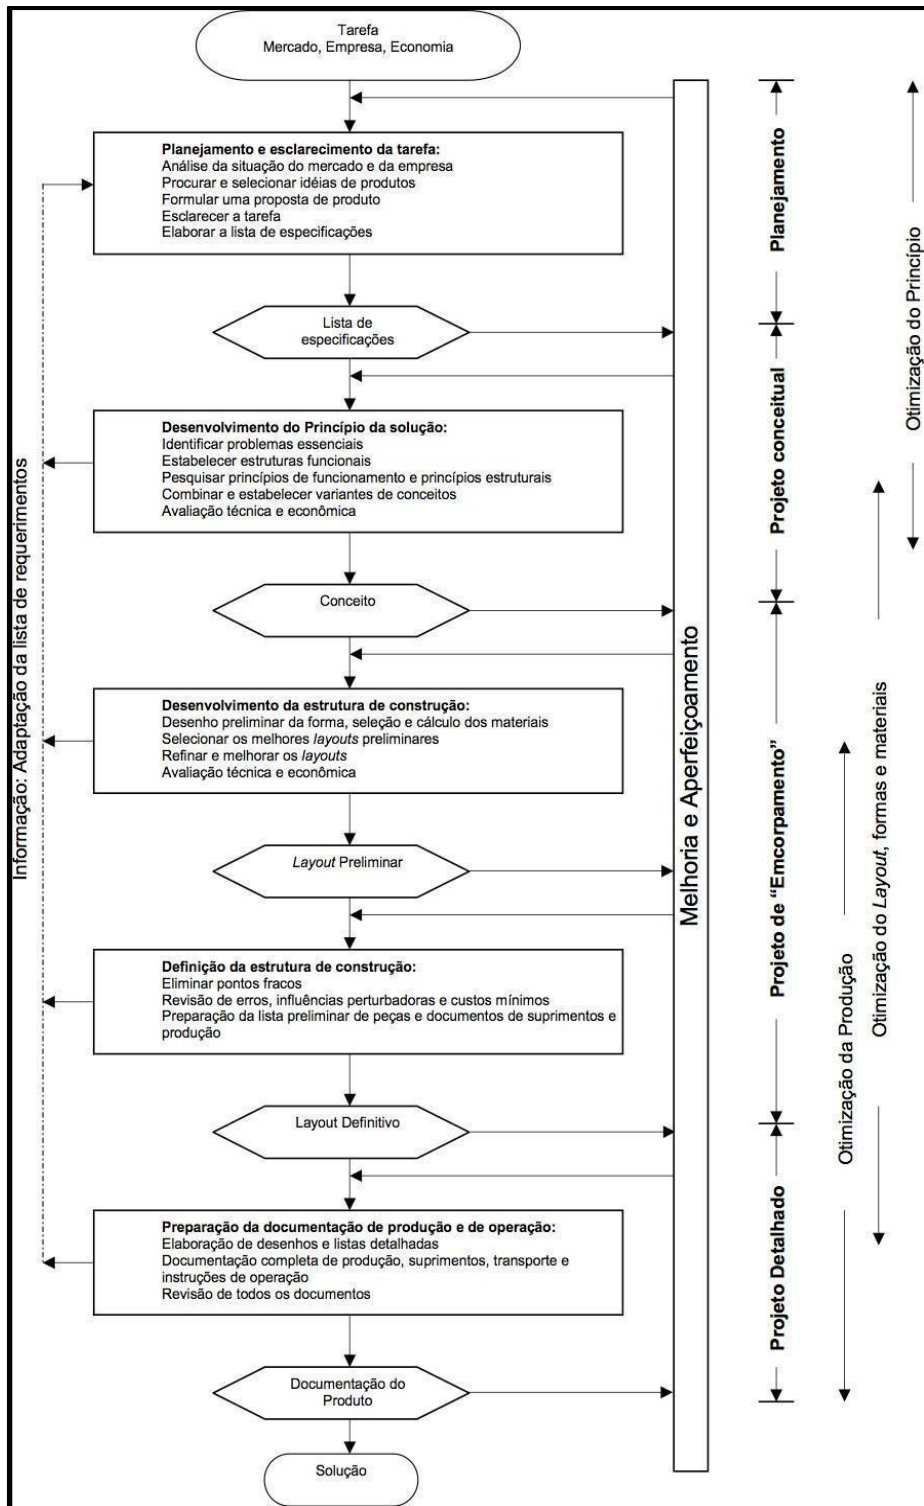 Tarefa
Mercado, Empresa, Economia
Planejamento e esclarecimento da tarefa:
Análise da situação do mercado e da empresa
Procurar e selecionar idéias de produtos
Formular uma proposta de produto
Esclarecer a tarefa
Elaborar a lista de especificações
Lista de
especificações
Desenvolvimento do Princípio da solução:
Identificar problemas essenciais
Estabelecer estruturas funcionais
Pesquisar princípios de funcionamento e princípios estruturais
Combinar e estabelecer variantes de conceitos
Avaliação técnica e econômica
Conceito
Desenvolvimento da estrutura de construção:
Desenho preliminar da forma, seleção e cálculo dos materiais
Selecionar os melhores layouts preliminares
Refinar e melhorar os layouts
Avaliação técnica e econômica
Layout Preliminar
Definição da estrutura de construção:
Eliminar pontos fracos
Revisão de erros, influências perturbadoras e custos mínimos
Preparação da lista preliminar de peças e documentos de suprimentos e
produção
Layout Definitivo
Preparação da documentação de produção e de operação:
Elaboração de desenhos e listas detalhadas
Documentação completa de produção, suprimentos, transporte e
instruções de operação
Revisão de todos os documentos
Documentação do
Produto
Solução
Informação: Adaptação da lista de requerimentos
Melhoria e Aperfeiçoamento
Planejamento
Projeto conceitual
Projeto de “Emcorpamento”
Projeto Detalhado
Otimização da Produção
Otimização do Layout, formas e materiais
Otimização do Princípio